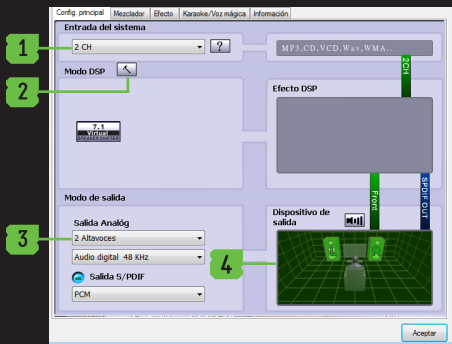 Config. principal Mezclador Efecto Karaoke/Voz mágica Información
Entrada del sistema
1
2 CH
?
MP3,CD,VCD,Wav,WMA..
2CH
2
Modo DSP
Efecto DSP
7.1
Virtual
SPEAKER SHIFTER
Front
SPDIF OUT
Modo de salida
3
Salida Analóg
2 Altavoces
Audio digital 48 KHz
Salida S/PDIF
PCM
Dispositivo de
salida
4
L
R
Aceptar